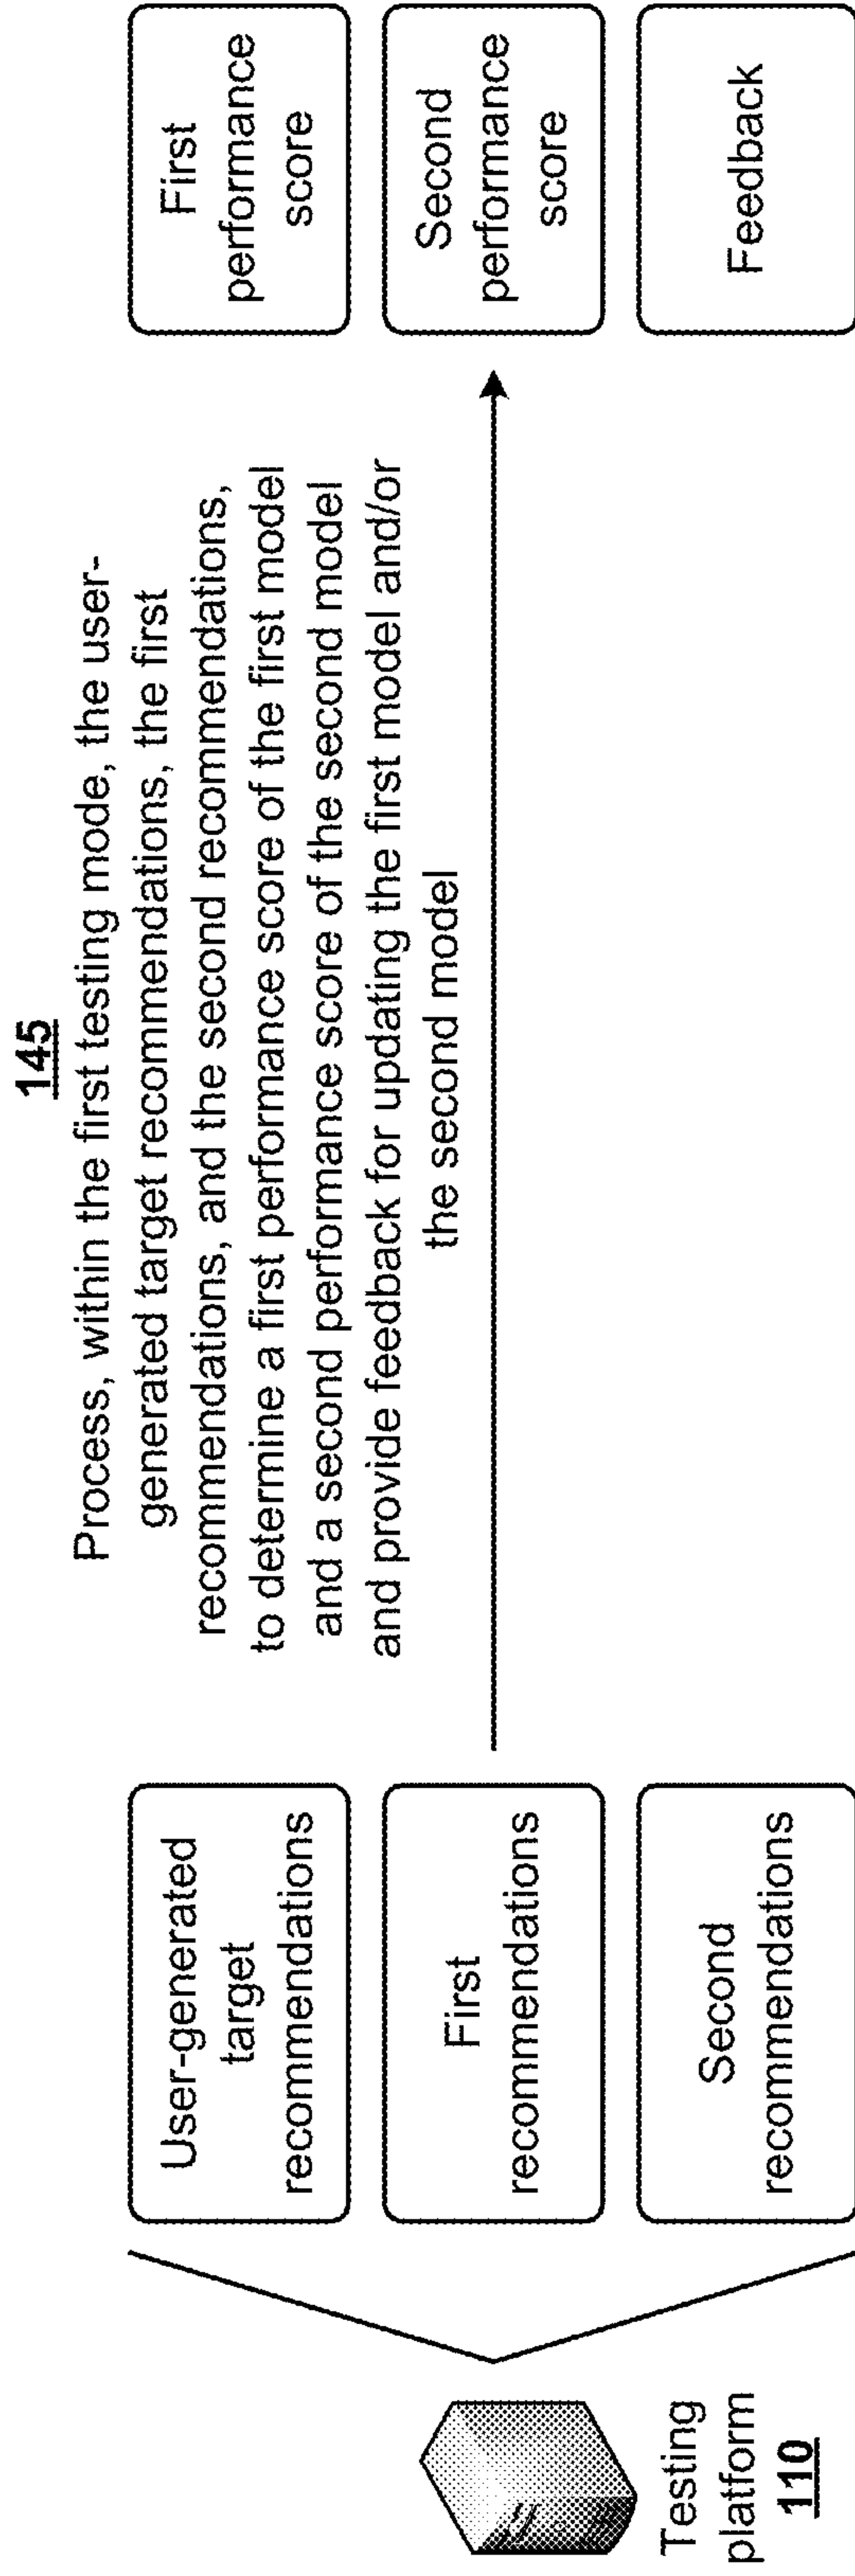 145
Process, within the first testing mode, the user-
generated target recommendations, the first
recommendations, and the second recommendations,
to determine a first performance score of the first model
and a second performance score of the second model
and provide feedback for updating the first model and/or
the second model
User-generated
target
recommendations
First
recommendations
Second
recommendations
First
performance
score
Second
performance
score
Feedback
Testing
platform
110